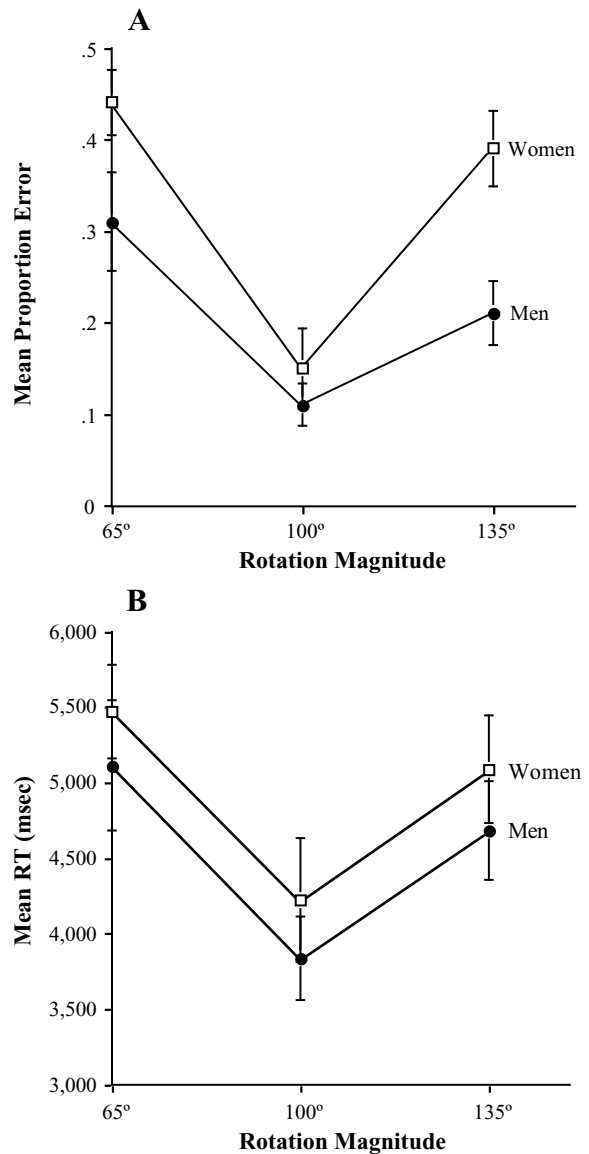 A
.5
.4
.3
.2
.1
0
Mean Proportion Error
Women
Men
65º 100º 135º
Rotation Magnitude
B
6,000
5,500
5,000
4,500
4,000
3,500
3,000
Mean RT (msec)
Women
Men
65º 100º 135º
Rotation Magnitude